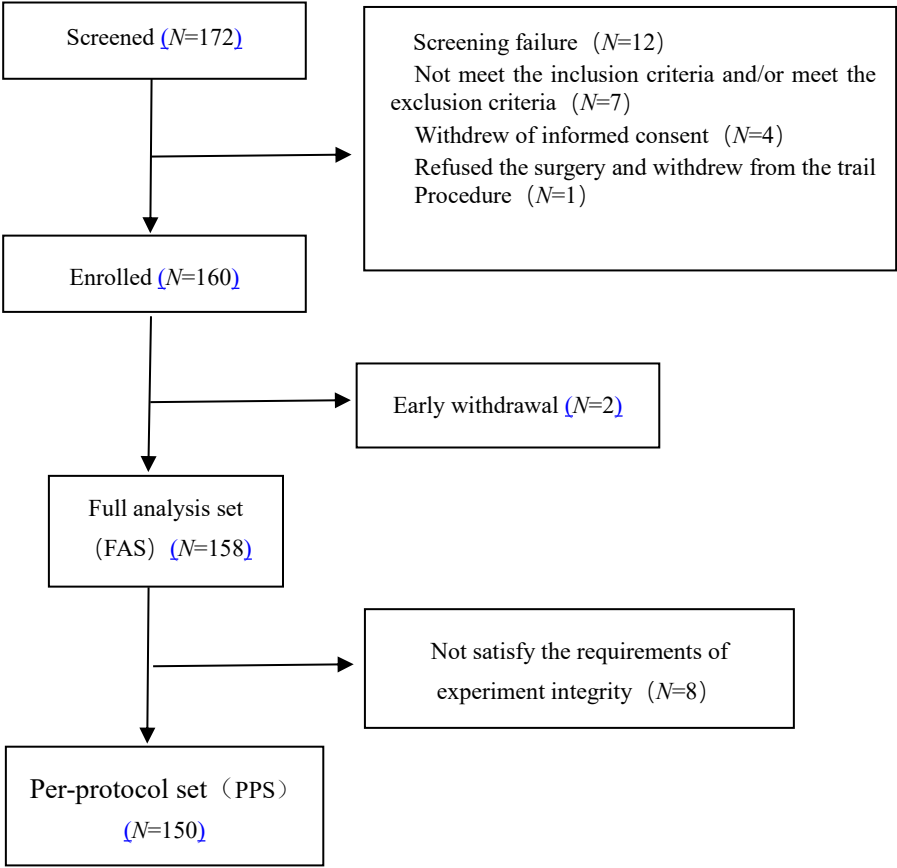 Screened (N=172)
Screening failure（N=12）
Not meet the inclusion criteria and/or meet the
exclusion criteria（N=7）
Withdrew of informed consent（N=4）
Refused the surgery and withdrew from the trail
Procedure（N=1）
Enrolled (N=160)
Early withdrawal (N=2)
Full analysis set
（FAS）(N=158)
Not satisfy the requirements of
experiment integrity（N=8）
Per-protocol set（PPS）
(N=150)